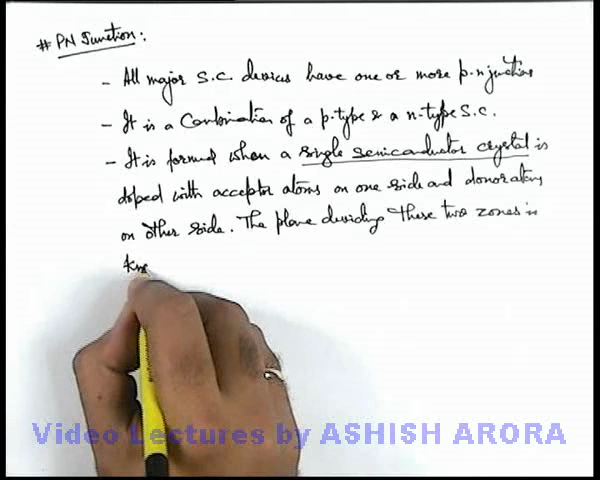 # PN Junction :
- All major S.C. devices have one or more p-n junctions
- It is a Combination of a p-type & a n-type S.C.
- It is formed when a single semiconductor crystal is
doped with acceptor atoms on one side and donor atoms
on other side. The plane dividing these two zones is
kno
Video Lectures by ASHISH ARORA